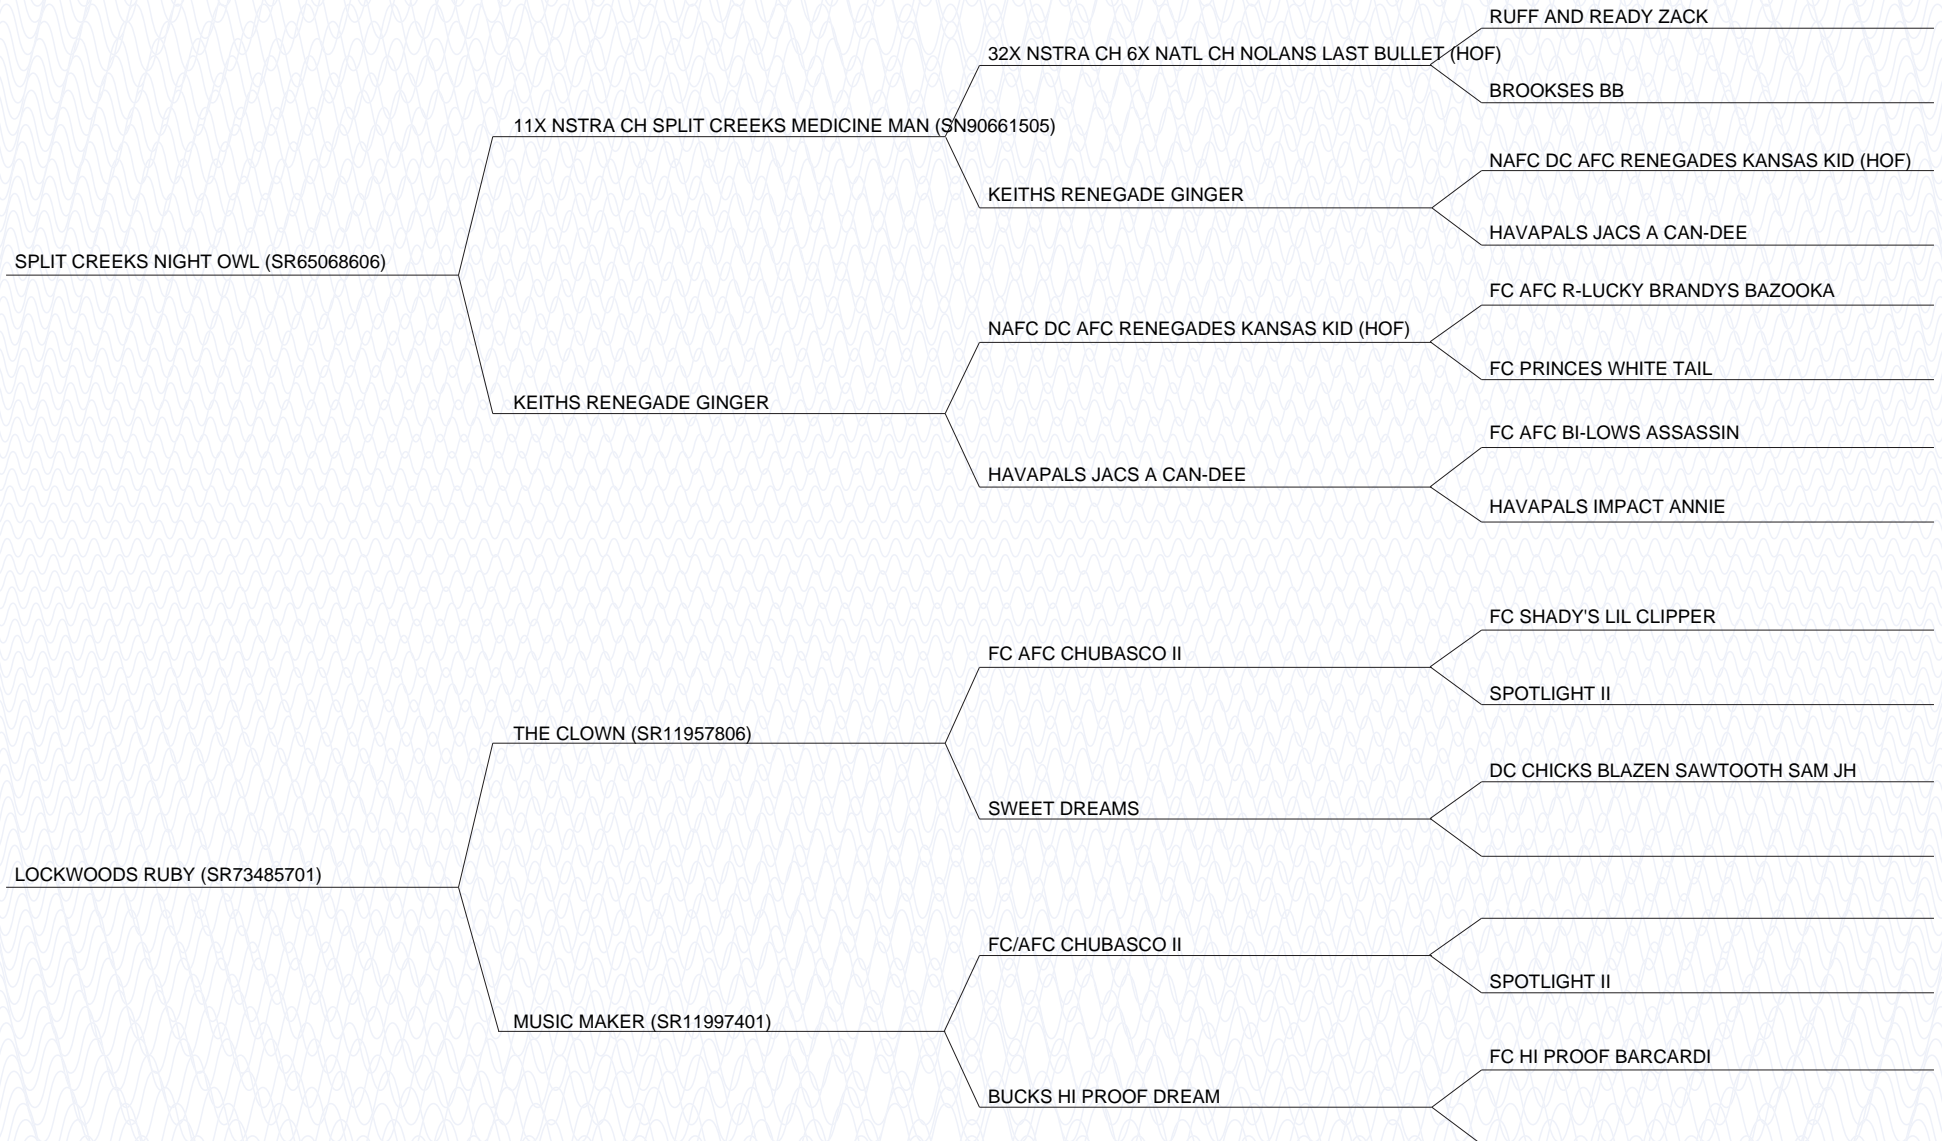 RUFF AND READY ZACK
32X NSTRA CH 6X NATL CH NOLANS LAST BULLET (HOF)
BROOKSES BB
11X NSTRA CH SPLIT CREEKS MEDICINE MAN (SN90661505)
NAFC DC AFC RENEGADES KANSAS KID (HOF)
KEITHS RENEGADE GINGER
HAVAPALS JACS A CAN-DEE
SPLIT CREEKS NIGHT OWL (SR65068606)
FC AFC R-LUCKY BRANDYS BAZOOKA
NAFC DC AFC RENEGADES KANSAS KID (HOF)
FC PRINCES WHITE TAIL
KEITHS RENEGADE GINGER
FC AFC BI-LOWS ASSASSIN
HAVAPALS JACS A CAN-DEE
HAVAPALS IMPACT ANNIE
FC SHADY'S LIL CLIPPER
FC AFC CHUBASCO II
SPOTLIGHT II
THE CLOWN (SR11957806)
DC CHICKS BLAZEN SAWTOOTH SAM JH
SWEET DREAMS
LOCKWOODS RUBY (SR73485701)
FC/AFC CHUBASCO II
SPOTLIGHT II
MUSIC MAKER (SR11997401)
FC HI PROOF BARCARDI
BUCKS HI PROOF DREAM